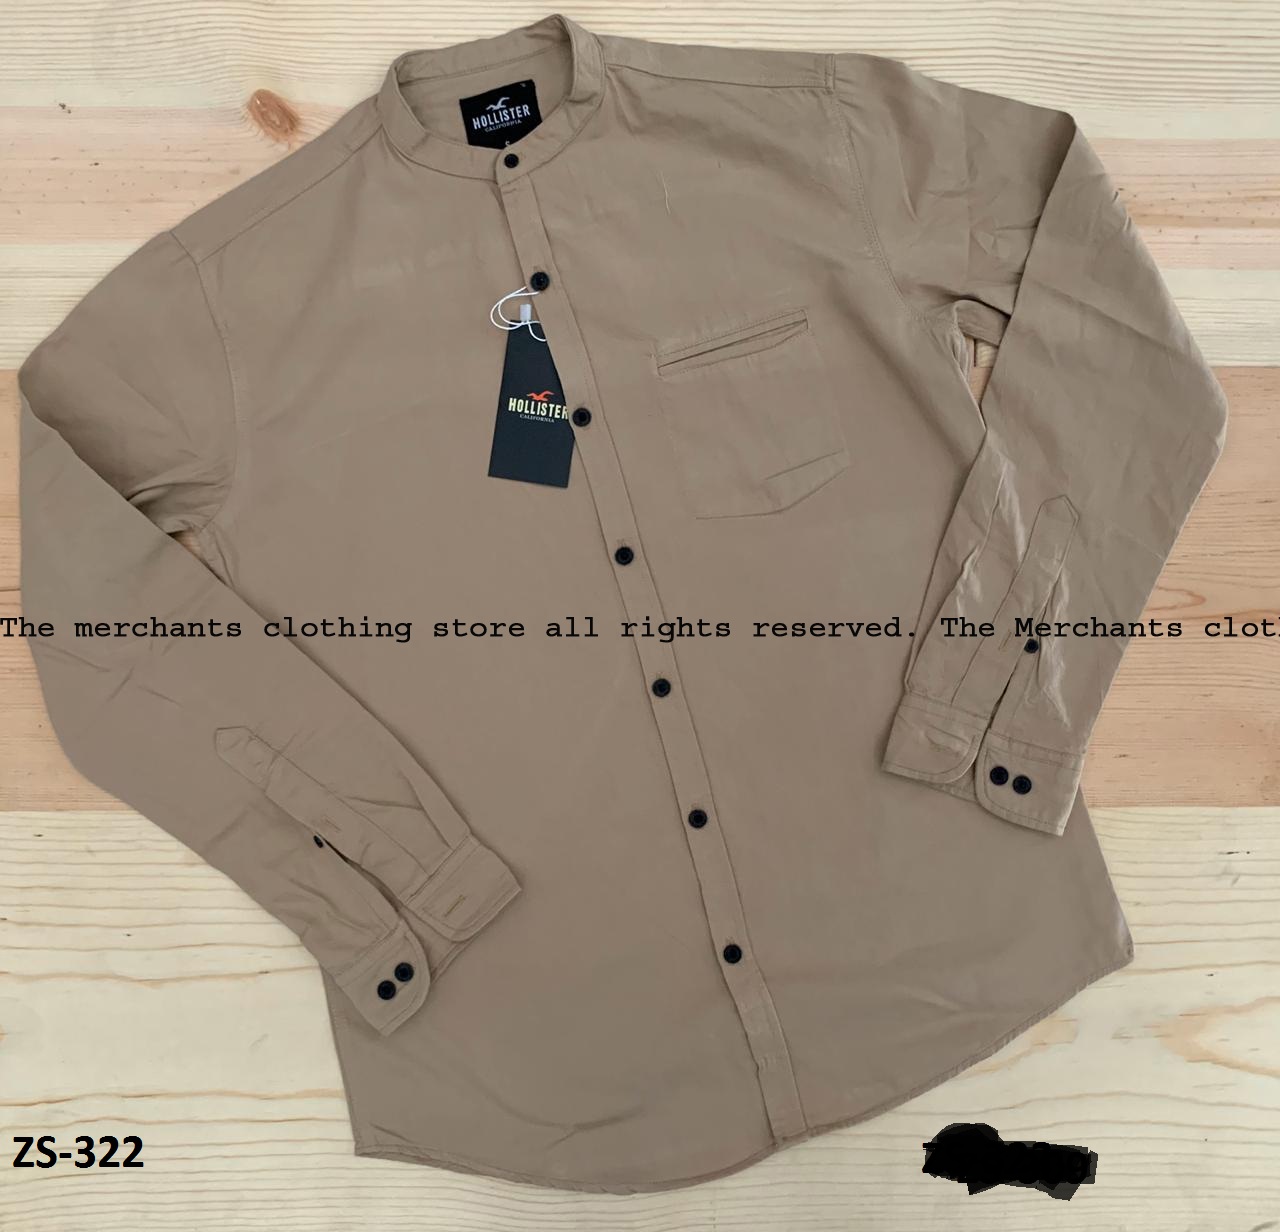 HOLLISTER
CALIFORNIA
S
HOLLISTER
CALIFORNIA
The merchants clothing store all rights reserved. The Merchants clot
ZS-322